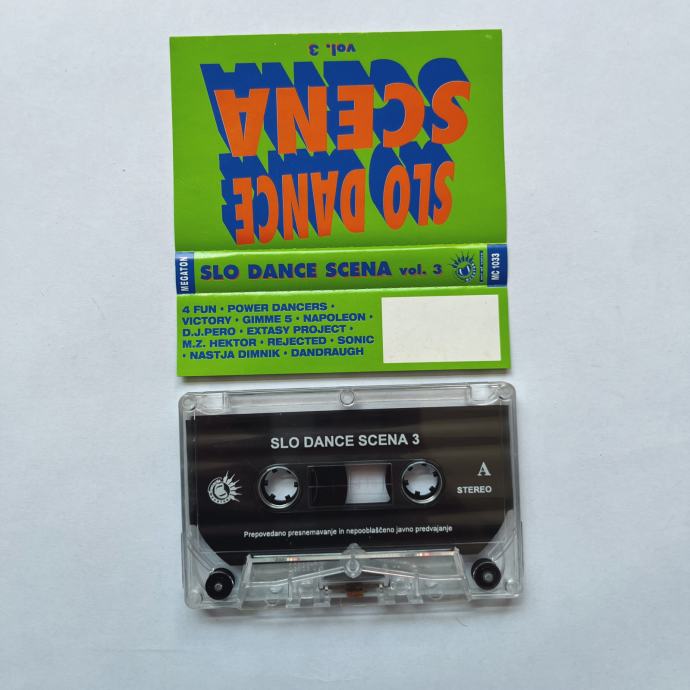 SLO DANCE
SCENA
vol. 3
MEGATON
SLO DANCE SCENA vol. 3
MC 1033
4 FUN • POWER DANCERS •
VICTORY • GIMME 5 • NAPOLEON •
D.J.PERO • EXTASY PROJECT •
M.Z. HEKTOR • REJECTED • SONIC
• NASTJA DIMNIK • DANDRAUGH
SLO DANCE SCENA 3
A
STEREO
Prepovedano presnemavanje in nepooblaščeno javno predvajanje